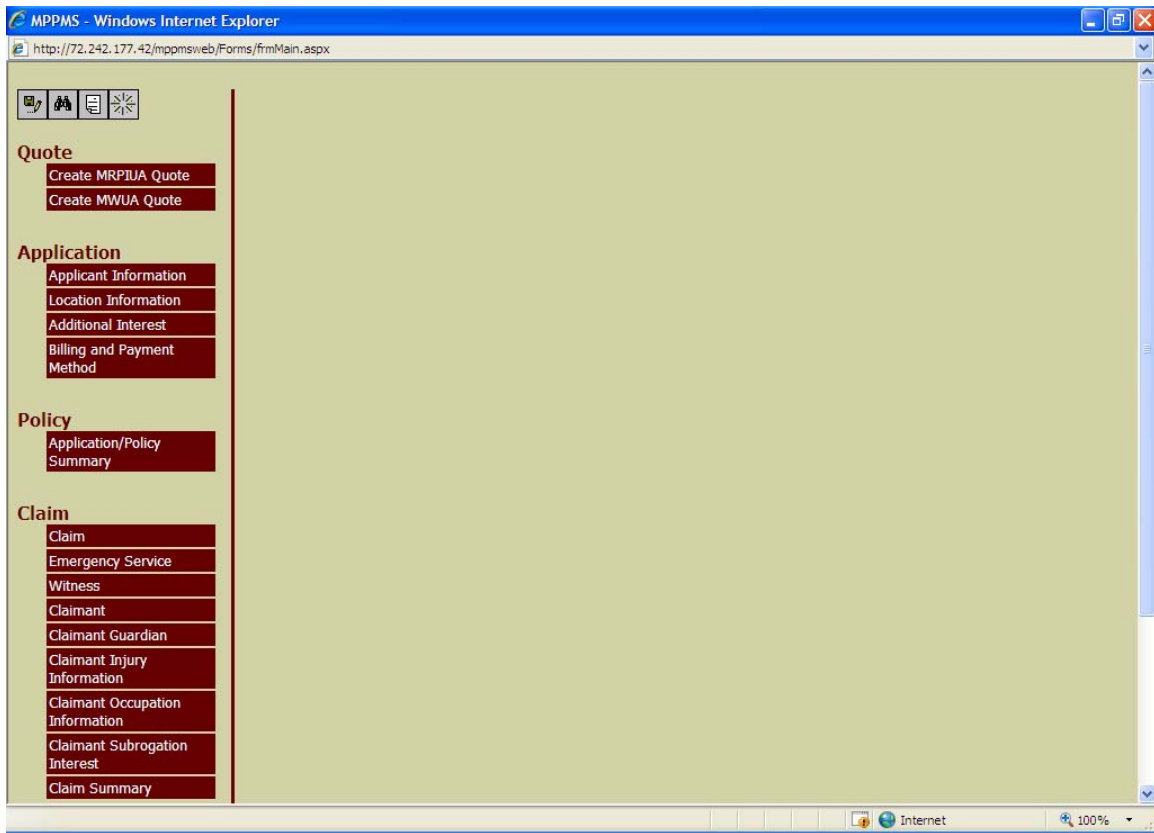 MPPMS - Windows Internet Explorer
http://72.242.177.42/mppmsweb/Forms/frmMain.aspx
Quote
Create MRPIUA Quote
Create MWUA Quote
Application
Applicant Information
Location Information
Additional Interest
Billing and Payment
Method
Policy
Application/Policy
Summary
Claim
Claim
Emergency Service
Witness
Claimant
Claimant Guardian
Claimant Injury
Information
Claimant Occupation
Information
Claimant Subrogation
Interest
Claim Summary
Internet
100%